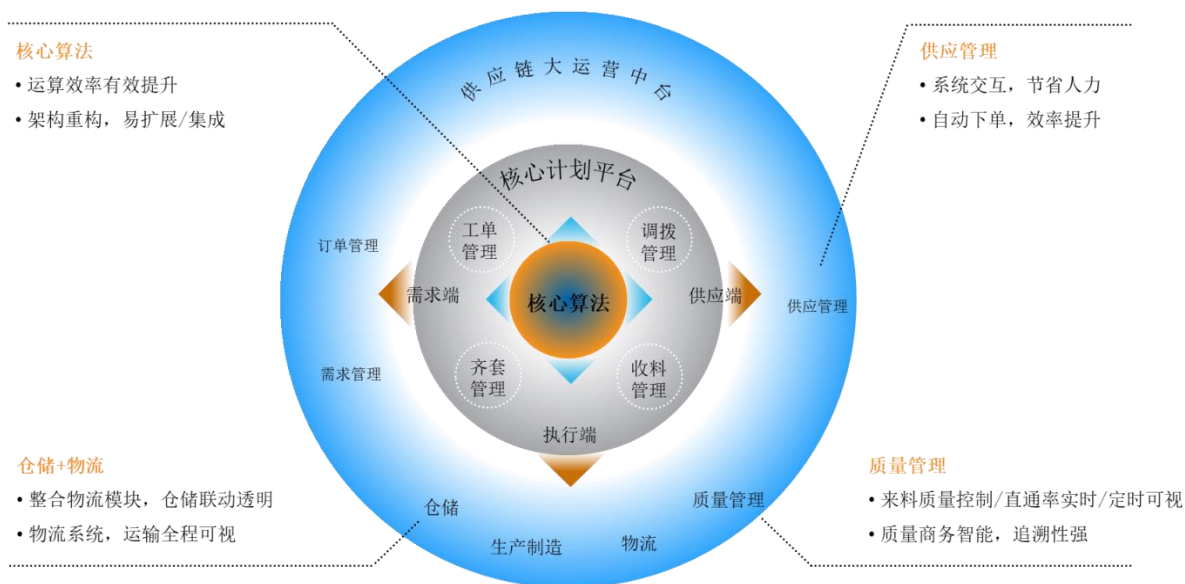 核心算法
• 运算效率有效提升
• 架构重构，易扩展/集成
供应管理
• 系统交互，节省人力
• 自动下单，效率提升
供应链大运营中台
核心计划平台
工单
管理
调拨
管理
订单管理
需求端
核心算法
供应端
供应管理
需求管理
齐套
管理
收料
管理
执行端
仓储
生产制造
物流
质量管理
仓储+物流
• 整合物流模块，仓储联动透明
• 物流系统，运输全程可视
质量管理
• 来料质量控制/直通率实时/定时可视
• 质量商务智能，追溯性强